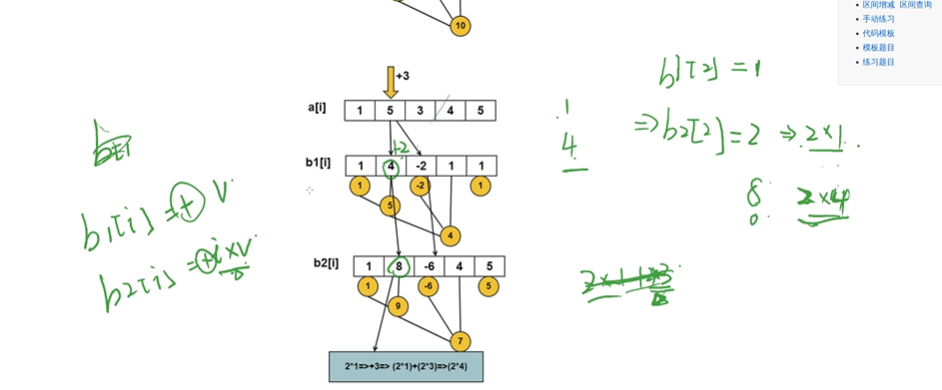 区间增减 区间查询
手动练习
代码模板
模板题目
练习题目
10
+3
a[i] 1 5 3 4 5
+2
b1[i] 1 4 -2 1 1
1 -2 1
5
4
b2[i] 1 8 -6 4 5
1 -6 5
9
7
2*1=>+3=> (2*1)+(2*3)=>(2*4)
b1[i] =+ v
b2[i] =+ i×v
1
4
b1[2] = 1
=>b2[2] = 2 => 2×1
8 2×4